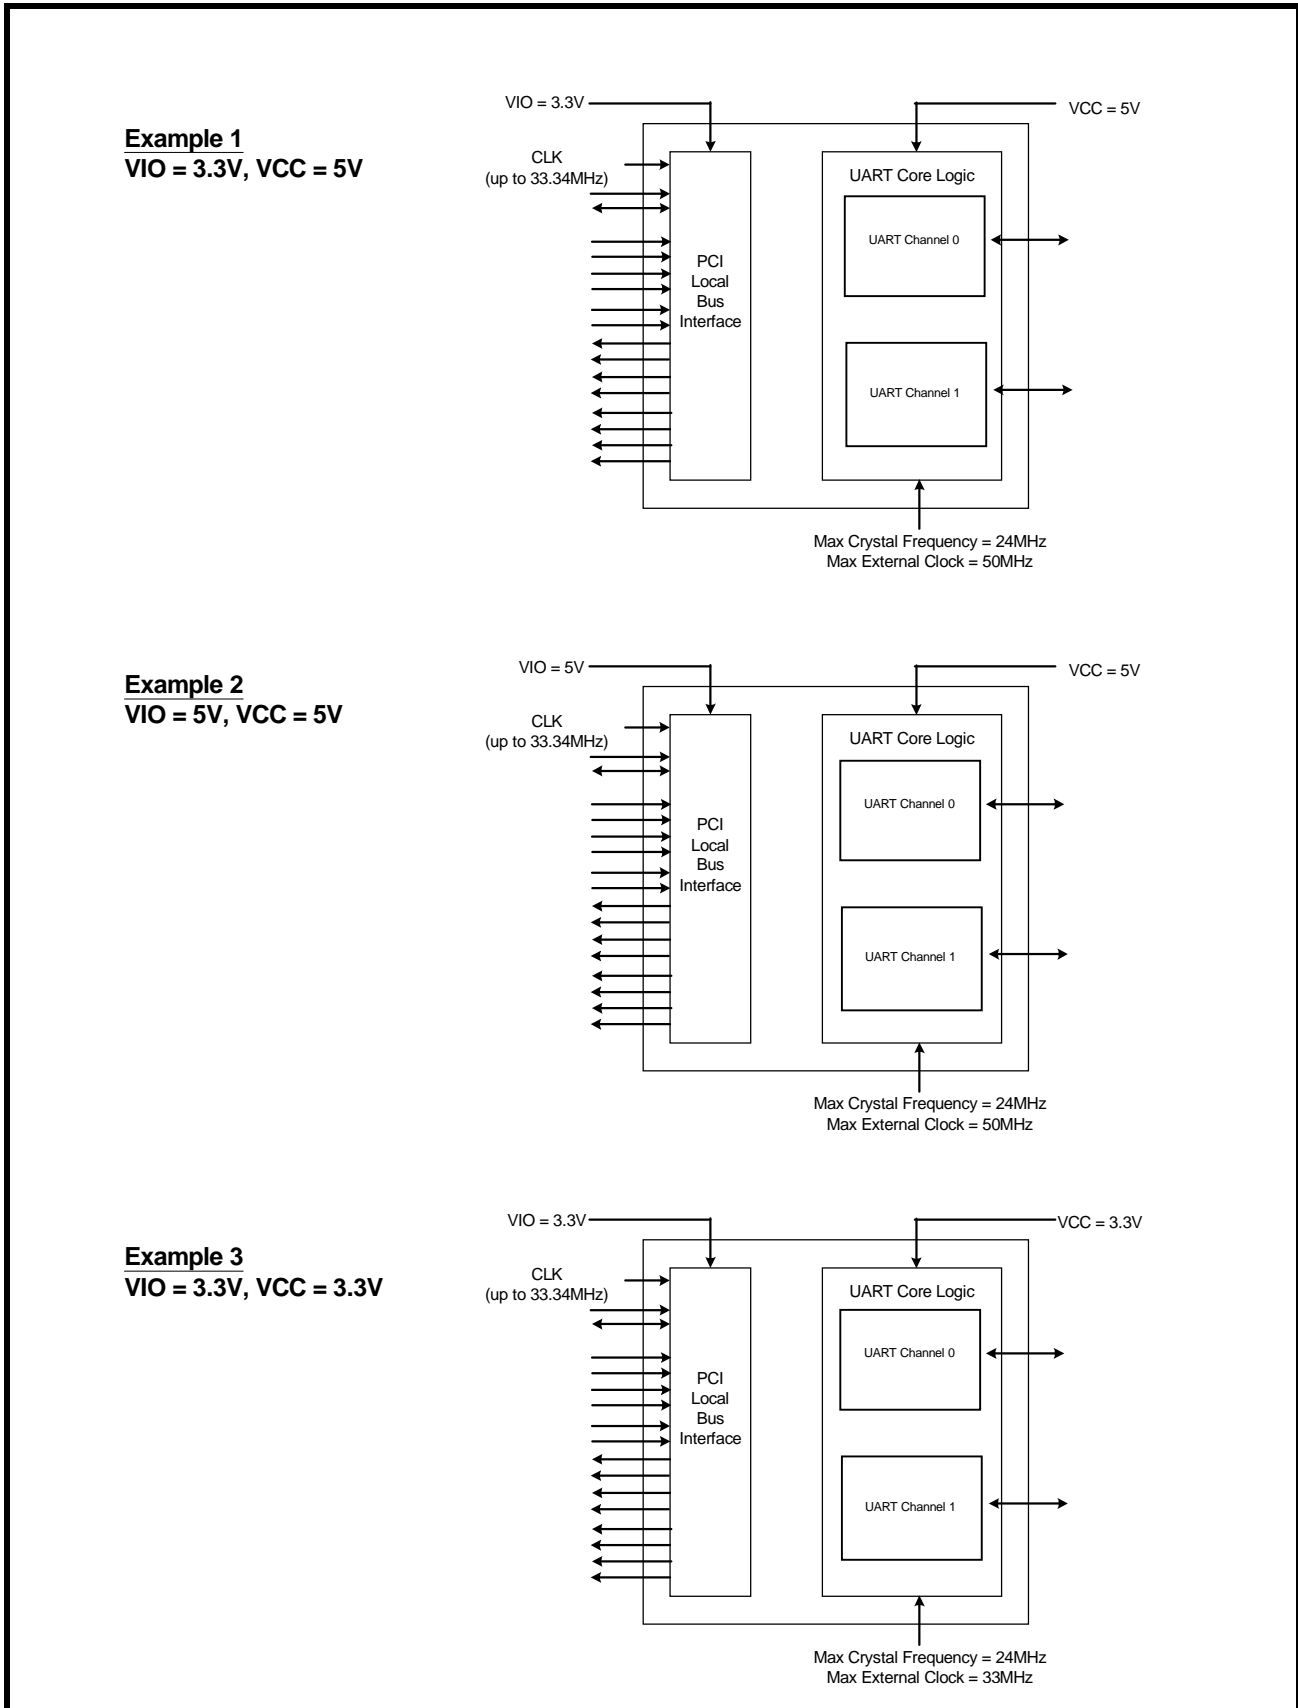 Example 1
VIO = 3.3V, VCC = 5V
VIO = 3.3V
VCC = 5V
CLK
(up to 33.34MHz)
PCI
Local
Bus
Interface
UART Core Logic
UART Channel 0
UART Channel 1
Max Crystal Frequency = 24MHz
Max External Clock = 50MHz
Example 2
VIO = 5V, VCC = 5V
VIO = 5V
VCC = 5V
CLK
(up to 33.34MHz)
PCI
Local
Bus
Interface
UART Core Logic
UART Channel 0
UART Channel 1
Max Crystal Frequency = 24MHz
Max External Clock = 50MHz
Example 3
VIO = 3.3V, VCC = 3.3V
VIO = 3.3V
VCC = 3.3V
CLK
(up to 33.34MHz)
PCI
Local
Bus
Interface
UART Core Logic
UART Channel 0
UART Channel 1
Max Crystal Frequency = 24MHz
Max External Clock = 33MHz